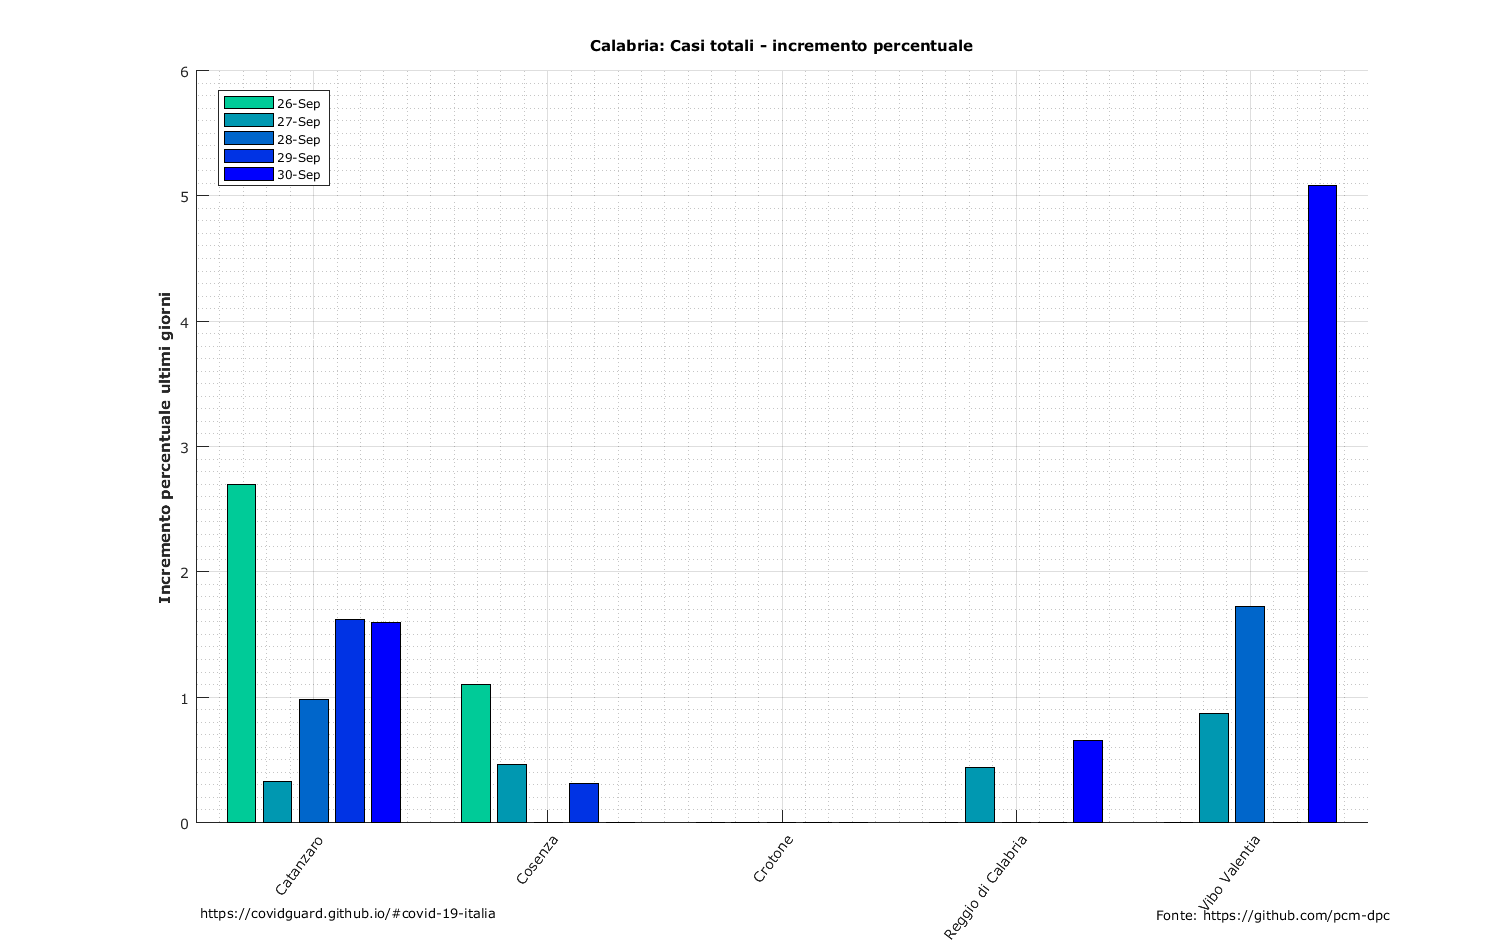 Calabria: Casi totali - incremento percentuale
6
5
4
3
2
1
0
Incremento percentuale ultimi giorni
26-Sep
27-Sep
28-Sep
29-Sep
30-Sep
Catanzaro
Cosenza
Crotone
Reggio di Calabria
Vibo Valentia
https://covidguard.github.io/#covid-19-italia
Fonte: https://github.com/pcm-dpc